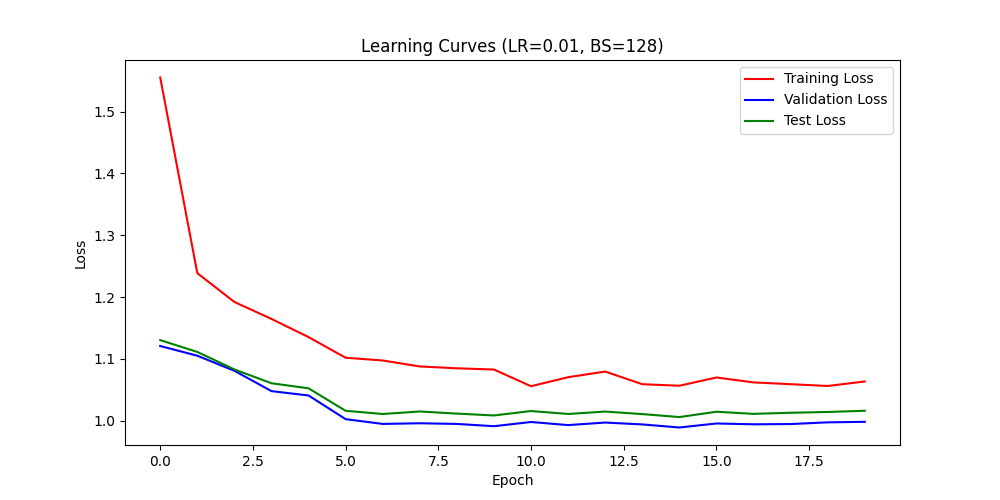 Learning Curves (LR=0.01, BS=128)
Training Loss
Validation Loss
Test Loss
Loss
1.5
1.4
1.3
1.2
1.1
1.0
0.0 2.5 5.0 7.5 10.0 12.5 15.0 17.5
Epoch